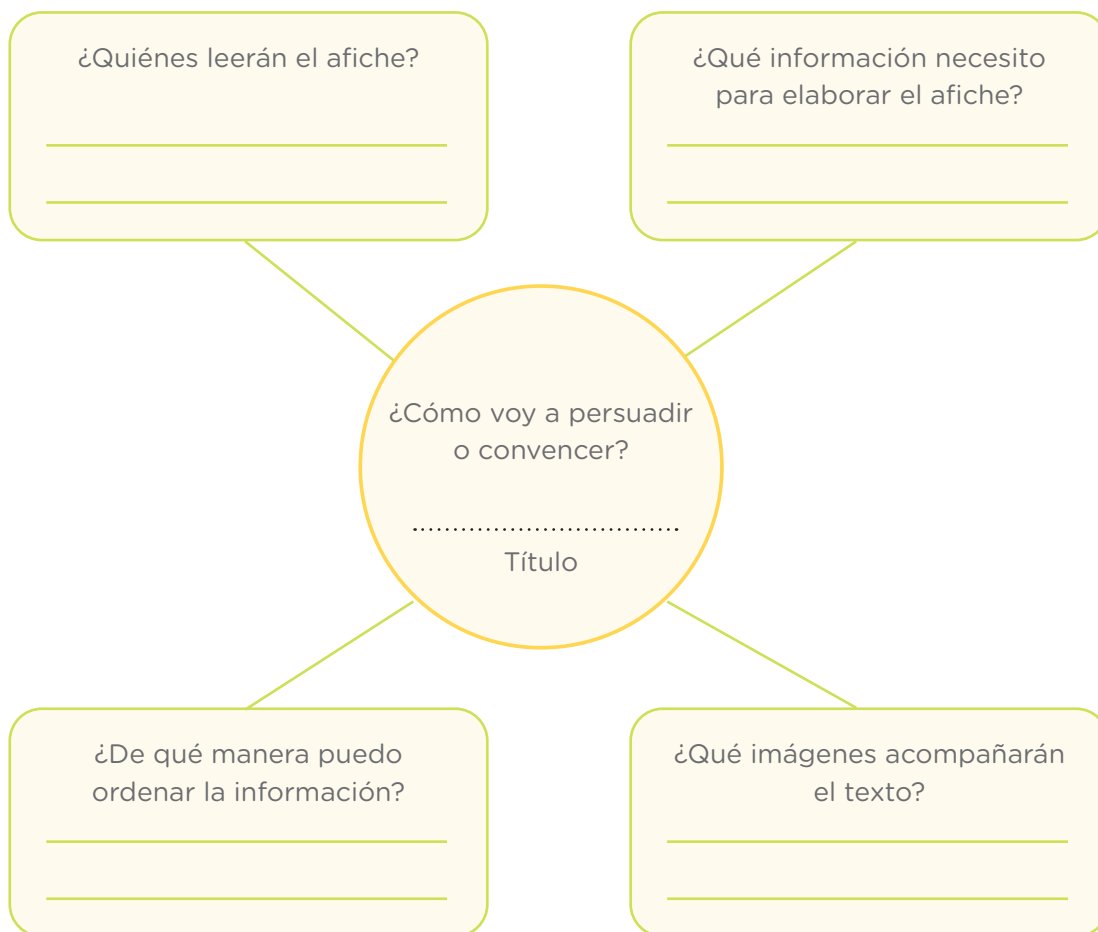 ¿Quiénes leerán el afiche?
¿Qué información necesito
para elaborar el afiche?
¿Cómo voy a persuadir
o convencer?
Título
¿De qué manera puedo
ordenar la información?
¿Qué imágenes acompañarán
el texto?